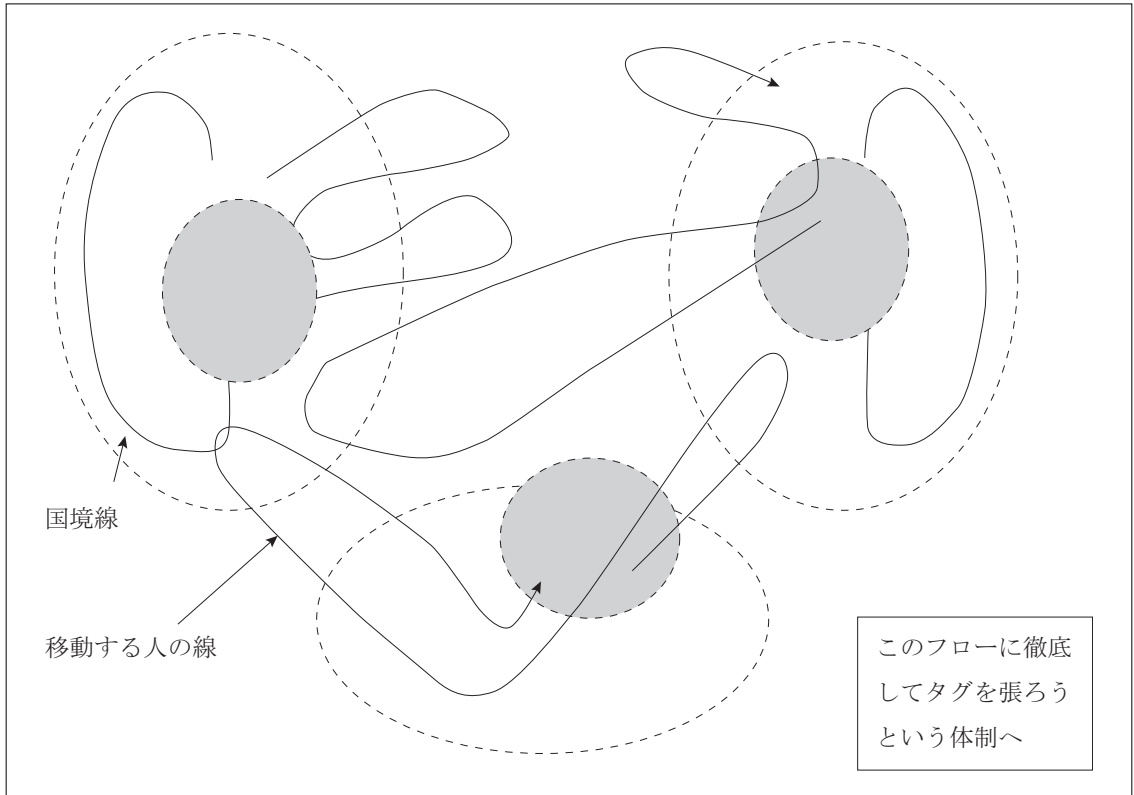 国境線
移動する人の線
このフローに徹底
してタグを張ろう
という体制へ